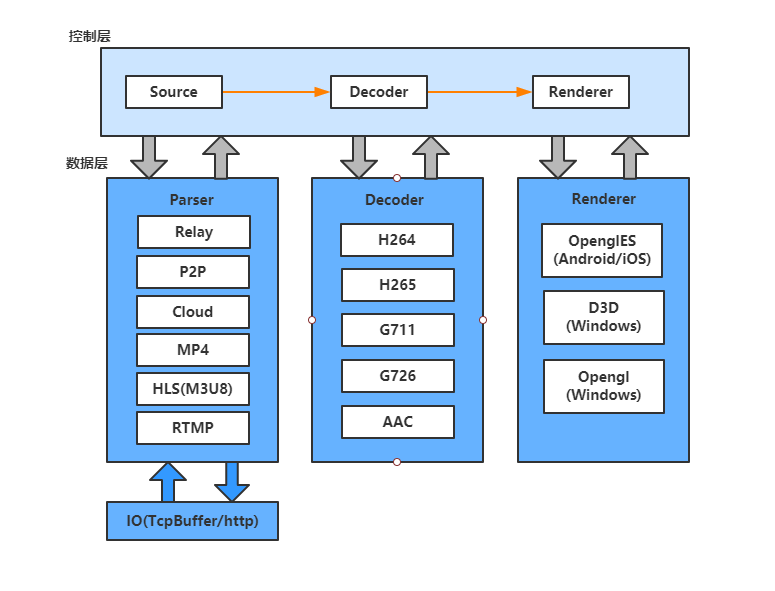 控制层
Source
Decoder
Renderer
数据层
Parser
Relay
P2P
Cloud
MP4
HLS(M3U8)
RTMP
Decoder
H264
H265
G711
G726
AAC
Renderer
OpenglES
(Android/iOS)
D3D
(Windows)
Opengl
(Windows)
IO(TcpBuffer/http)